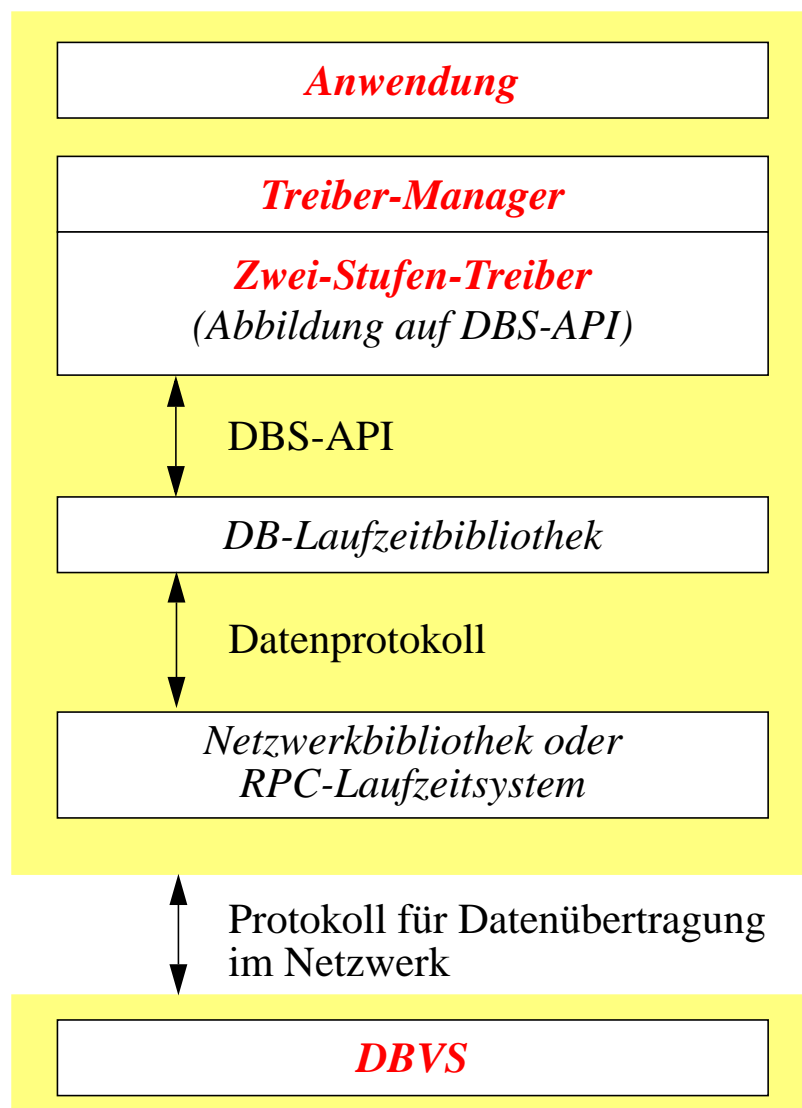 Anwendung
Treiber-Manager
Zwei-Stufen-Treiber
(Abbildung auf DBS-API)
DBS-API
DB-Laufzeitbibliothek
Datenprotokoll
Netzwerkbibliothek oder
RPC-Laufzeitsystem
Protokoll für Datenübertragung
im Netzwerk
DBVS